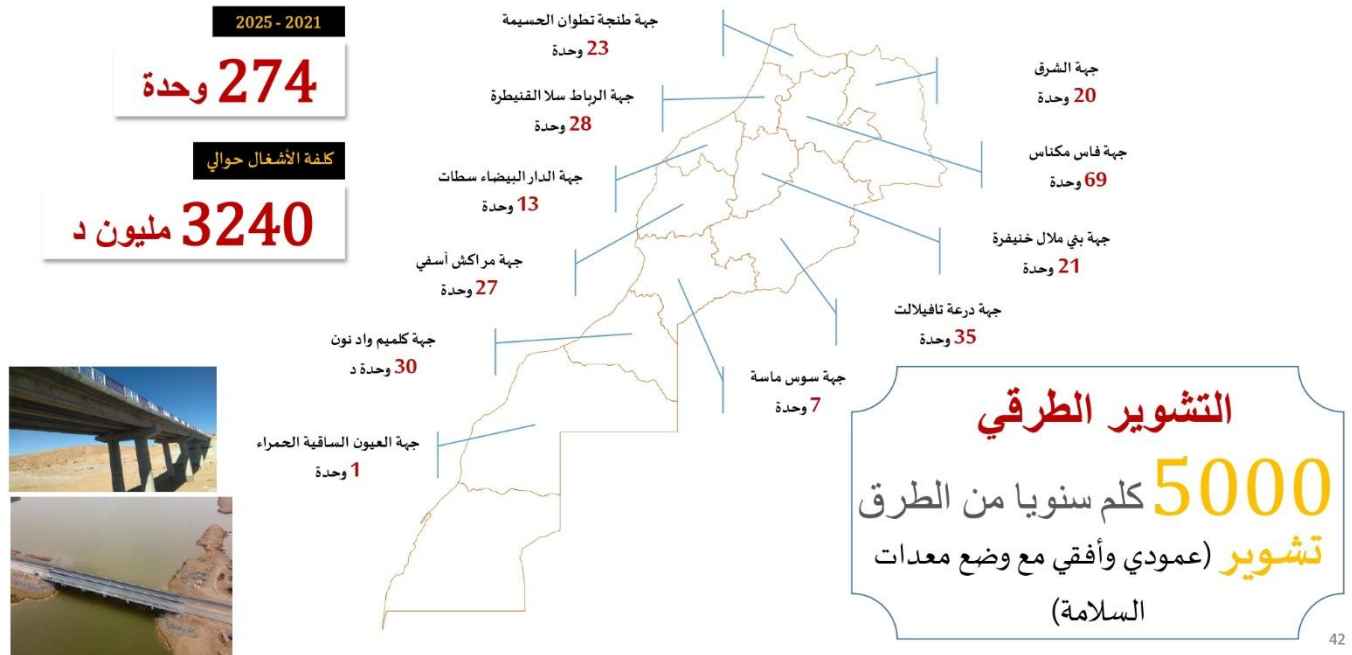 2025 - 2021
274 وحدة
كلفة الأشغال حوالي
3240 مليون د
جهة طنجة تطوان الحسيمة
23 وحدة
جهة الشرق
20 وحدة
جهة الرباط سلا القنيطرة
28 وحدة
جهة فاس مكناس
69 وحدة
جهة الدار البيضاء سطات
13 وحدة
جهة بني ملال خنيفرة
21 وحدة
جهة مراكش آسفي
27 وحدة
جهة درعة تافيلالت
35 وحدة
جهة كلميم واد نون
30 وحدة د
جهة سوس ماسة
7 وحدة
جهة العيون الساقية الحمراء
1 وحدة
التشوير الطرقي
5000 كلم سنويا من الطرق
تشوير (عمودي وأفقي مع وضع معدات
السلامة)
42